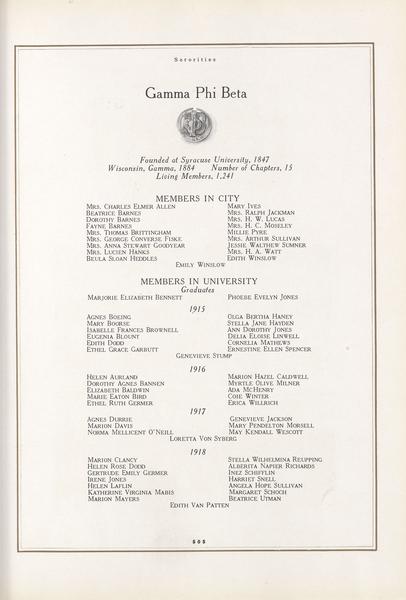 Sororities
Gamma Phi Beta
Founded at Syracuse University, 1847
Wisconsin, Gamma, 1884 Number of Chapters, 15
Living Members, 1,241
MEMBERS IN CITY
Mrs. Charles Elmer Allen
Beatrice Barnes
Dorothy Barnes
Fayne Barnes
Mrs. Thomas Brittingham
Mrs. George Converse Fiske
Mrs. Anna Stewart Goodyear
Mrs. Lucien Hanks
Beula Sloan Heddles
Mary Ives
Mrs. Ralph Jackman
Mrs. H. W. Lucas
Mrs. H. C. Moseley
Millie Pyre
Mrs. Arthur Sullivan
Jessie Walthew Sumner
Mrs. H. A. Watt
Edith Winslow
Emily Winslow
MEMBERS IN UNIVERSITY
Graduates
Marjorie Elizabeth Bennett
Phoebe Evelyn Jones
1915
Agnes Boeing
Mary Boorse
Isabelle Frances Brownell
Eugenia Blount
Edith Dodd
Ethel Grace Garbutt
Olga Bertha Haney
Stella Jane Hayden
Ann Dorothy Jones
Delia Eloise Linwell
Cornelia Mathews
Ernestine Ellen Spencer
Genevieve Stump
1916
Helen Aurland
Dorothy Agnes Bannen
Elizabeth Baldwin
Marie Eaton Bird
Ethel Ruth Germer
Marion Hazel Caldwell
Myrtle Olive Milner
Ada McHenry
Coie Winter
Erica Willrich
1917
Agnes Durrie
Marion Davis
Norma Mellicent O'Neill
Genevieve Jackson
Mary Pendelton Morsell
May Kendall Wescott
Loretta Von Syberg
1918
Marion Clancy
Helen Rose Dodd
Gertrude Emily Germer
Irene Jones
Helen Laflin
Katherine Virginia Mabis
Marion Mayers
Stella Wilhelmina Reupping
Alberita Napier Richards
Inez Schifflin
Harriet Snell
Angela Hope Sullivan
Margaret Schoch
Beatrice Utman
Edith Van Patten